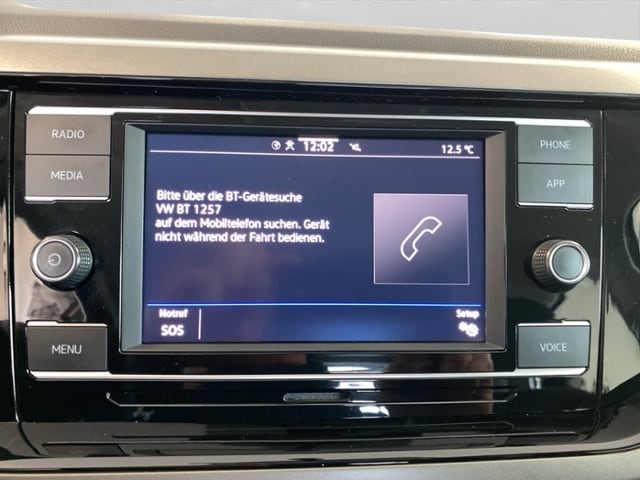 RADIO
MEDIA
MENU
12:02
12.5 °C
Bitte über die BT-Gerätesuche
VW BT 1257
auf dem Mobiltelefon suchen. Gerät
nicht während der Fahrt bedienen.
Notruf
SOS
Setup
PHONE
APP
VOICE